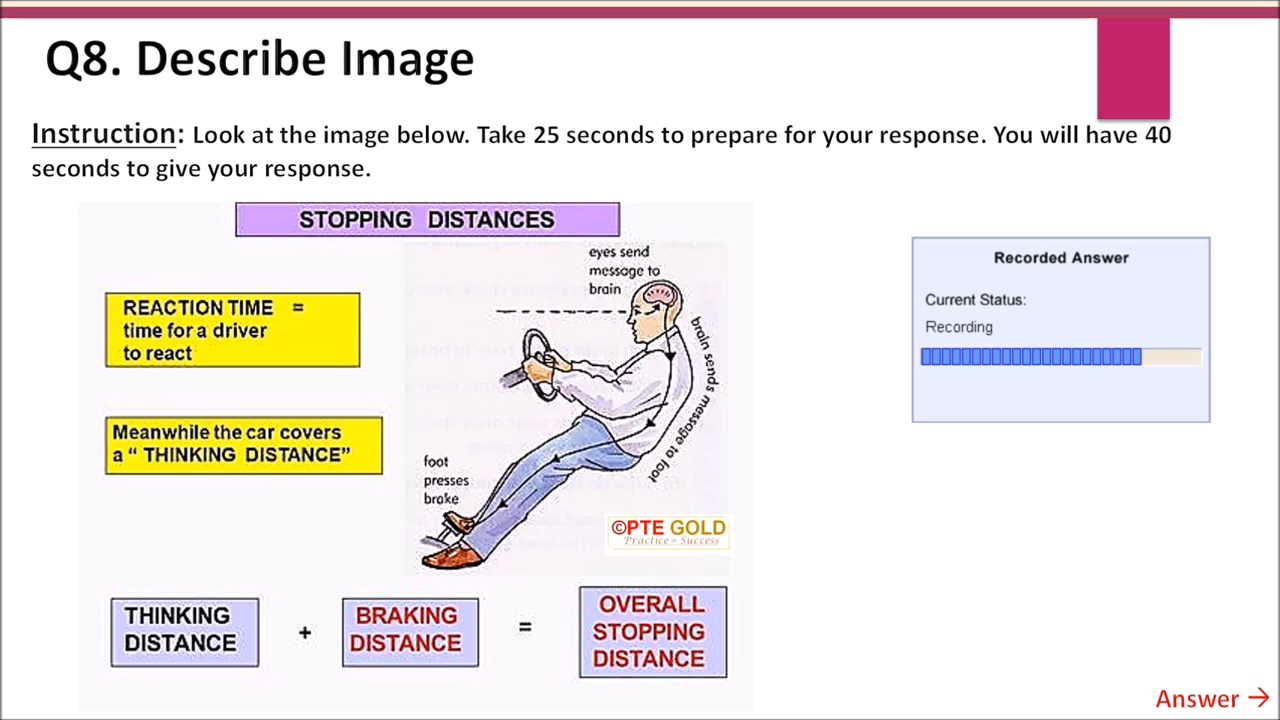 Q8. Describe Image
Instruction: Look at the image below. Take 25 seconds to prepare for your response. You will have 40
seconds to give your response.
STOPPING DISTANCES
REACTION TIME =
time for a driver
to react
Meanwhile the car covers
a “ THINKING DISTANCE”
eyes send
message to
brain
brain sends message to foot
foot
presses
brake
©PTE GOLD
Practice = Success
THINKING
DISTANCE
+
BRAKING
DISTANCE
=
OVERALL
STOPPING
DISTANCE
Recorded Answer
Current Status:
Recording
Answer →